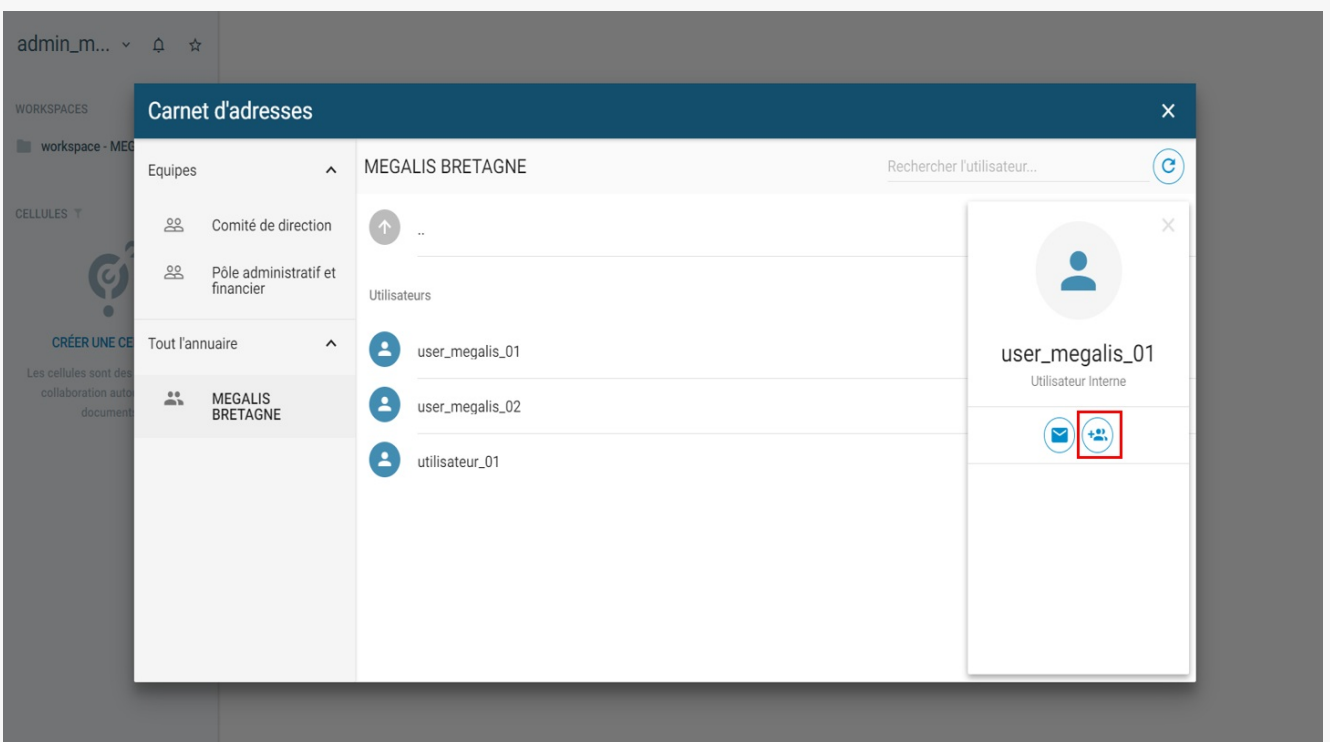 admin_m...
WORKSPACES
workspace - MEG
CELLULES
CRÉER UNE CE
Les cellules sont des
collaboration auto
document
Carnet d'adresses
Equipes
Comité de direction
Pôle administratif et
financier
Tout l'annuaire
MEGALIS
BRETAGNE
MEGALIS BRETAGNE
Rechercher l'utilisateur...
..
Utilisateurs
user_megalis_01
user_megalis_02
utilisateur_01
user_megalis_01
Utilisateur Interne